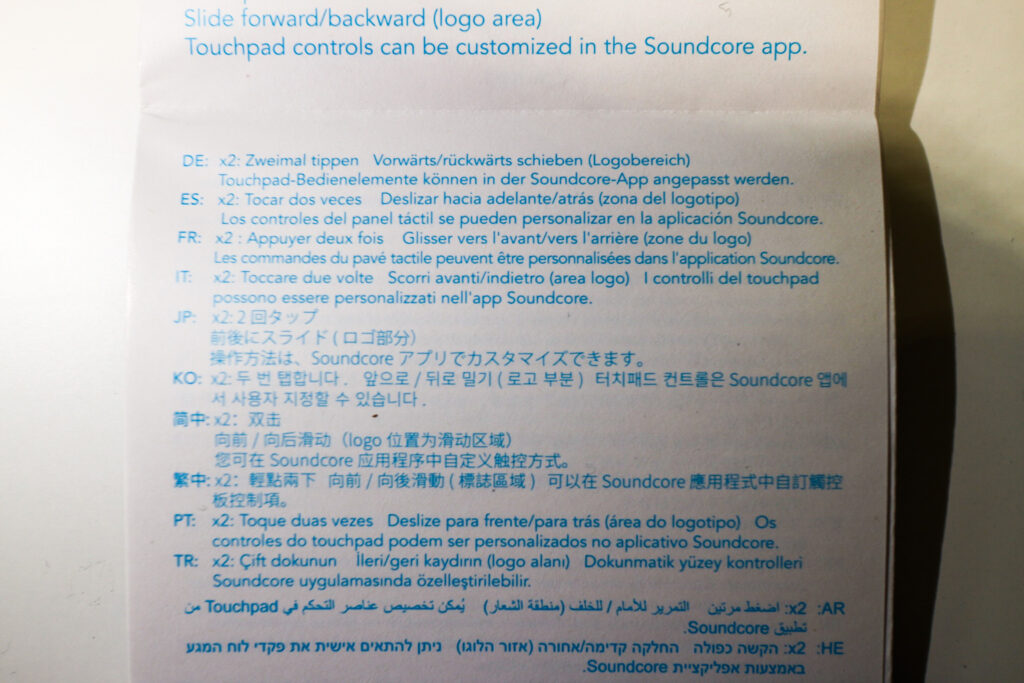 Slide forward/backward (logo area)
Touchpad controls can be customized in the Soundcore app.
DE: x2: Zweimal tippen Vorwärts/rückwärts schieben (Logobereich)
Touchpad-Bedienelemente können in der Soundcore-App angepasst werden.
ES: x2: Tocar dos veces Deslizar hacia adelante/atrás (zona del logotipo)
Los controles del panel táctil se pueden personalizar en la aplicación Soundcore.
FR: x2 : Appuyer deux fois Glisser vers l'avant/vers l'arrière (zone du logo)
Les commandes du pavé tactile peuvent être personnalisées dans l'application Soundcore.
IT: x2: Toccare due volte Scorri avanti/indietro (area logo) I controlli del touchpad
possono essere personalizzati nell'app Soundcore.
JP: x2: 2 回タップ
前後にスライド ( ロゴ部分）
操作方法は、Soundcore アプリでカスタマイズできます。
KO: x2: 두 번 탭합니다 . 앞으로 / 뒤로 밀기 ( 로고 부분 ) 터치패드 컨트롤은 Soundcore 앱에
서 사용자 지정할 수 있습니다 .
简中: x2：双击
向前 / 向后滑动（logo 位置为滑动区域）
您可在 Soundcore 应用程序中自定义触控方式。
繁中: x2：輕點兩下 向前 / 向後滑動 ( 標誌區域 ) 可以在 Soundcore 應用程式中自訂觸控
板控制項。
PT: x2: Toque duas vezes Deslize para frente/para trás (área do logotipo) Os
controles do touchpad podem ser personalizados no aplicativo Soundcore.
TR: x2: Çift dokunun İleri/geri kaydırın (logo alanı) Dokunmatik yüzey kontrolleri
Soundcore uygulamasında özelleştirilebilir.
AR: x2: اضغط مرتين التمرير للأمام / للخلف (منطقة الشعار) يُمكن تخصيص عناصر التحكم في Touchpad من
تطبيق Soundcore.
HE: x2: הקשה כפולה החלקה קדימה/אחורה (אזור הלוגו) ניתן להתאים אישית את פקדי לוח המגע
באמצעות אפליקציית Soundcore.